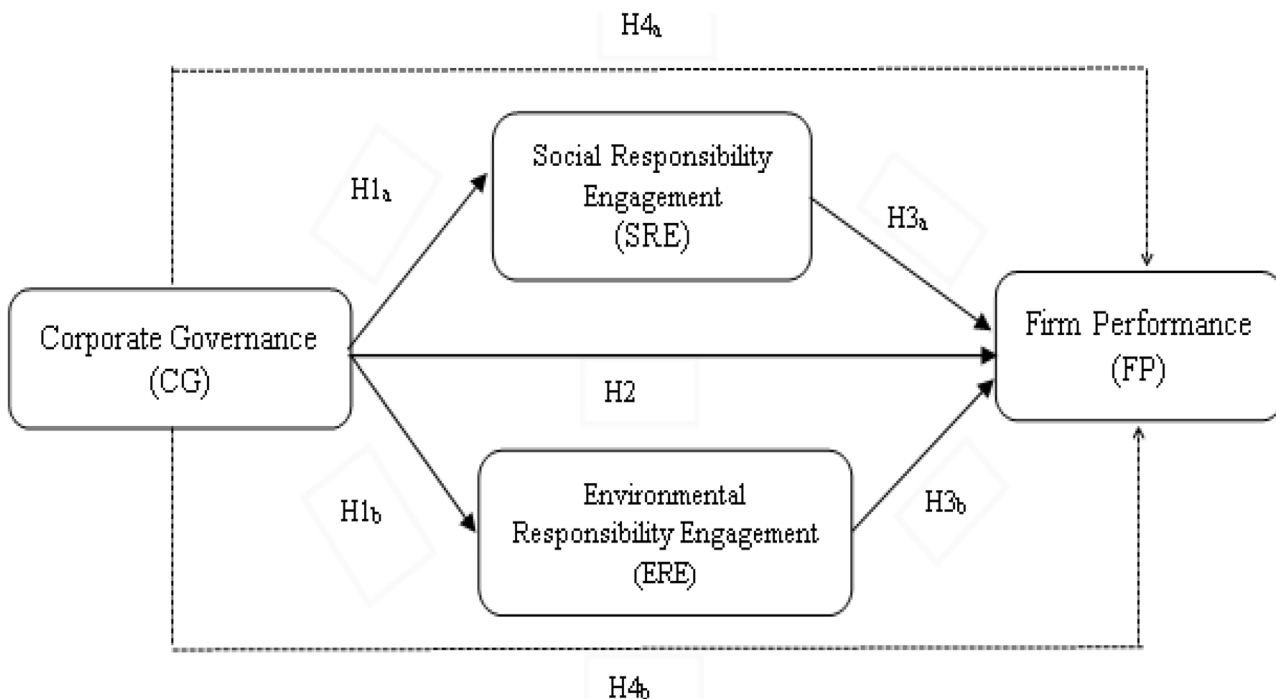 H4ₐ
Social Responsibility
Engagement
(SRE)
H1ₐ
H3ₐ
Corporate Governance
(CG)
Firm Performance
(FP)
H2
Environmental
Responsibility Engagement
(ERE)
H1b
H3b
H4b